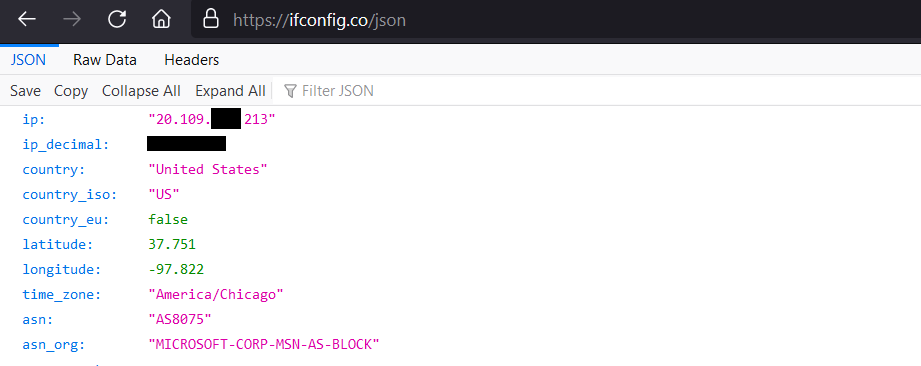 https://ifconfig.co/json
JSON Raw Data Headers
Save Copy Collapse All Expand All Filter JSON
ip: "20.109. 213"
ip_decimal:
country: "United States"
country_iso: "US"
country_eu: false
latitude: 37.751
longitude: -97.822
time_zone: "America/Chicago"
asn: "AS8075"
asn_org: "MICROSOFT-CORP-MSN-AS-BLOCK"